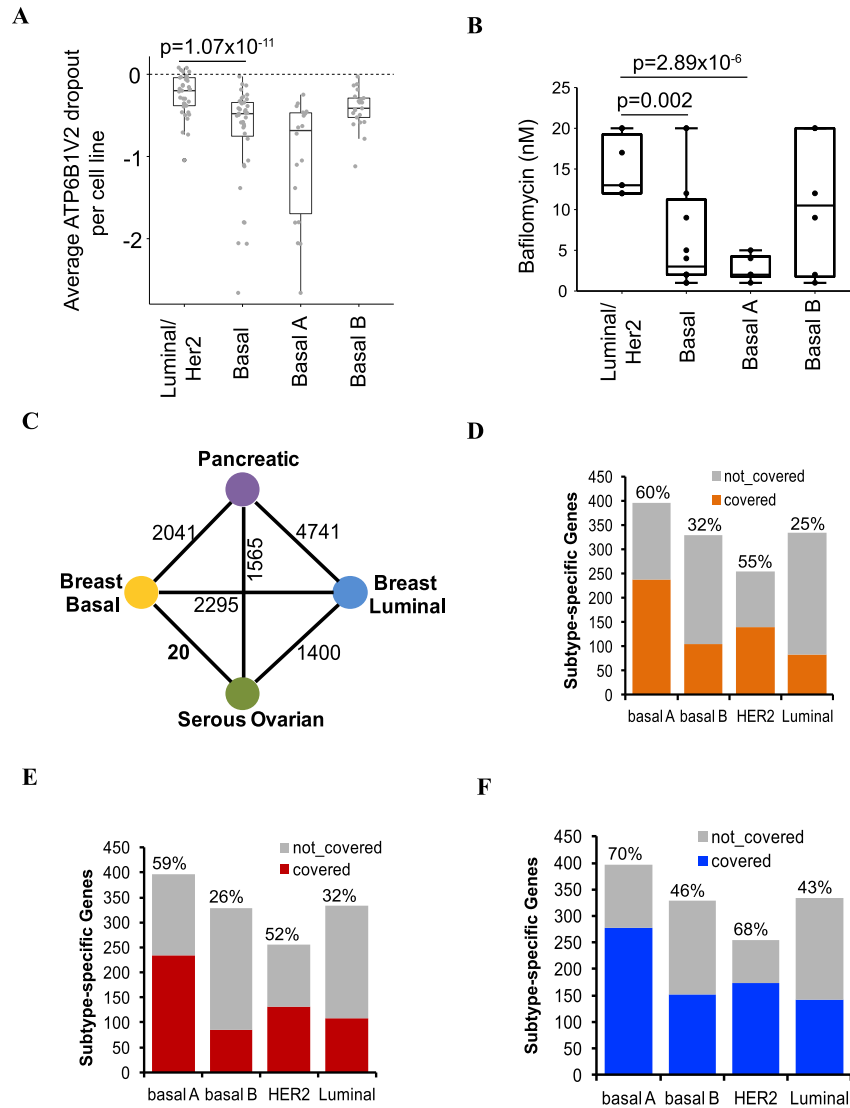 A
p=1.07x10-11
0
-1
-2
Average ATP6B1V2 dropout
per cell line
Luminal/
Her2
Basal
Basal A
Basal B
B
p=2.89x10-6
p=0.002
25
20
15
10
5
0
Bafilomycin (nM)
Luminal/
Her2
Basal
Basal A
Basal B
C
Pancreatic
2041
4741
1565
Breast
Basal
Breast
Luminal
2295
20
1400
Serous Ovarian
D
not_covered
covered
450
400
350
300
250
200
150
100
50
0
Subtype-specific Genes
60%
32%
55%
25%
basal A
basal B
HER2
Luminal
E
not_covered
covered
450
400
350
300
250
200
150
100
50
0
Subtype-specific Genes
59%
26%
52%
32%
basal A
basal B
HER2
Luminal
F
not_covered
covered
450
400
350
300
250
200
150
100
50
0
Subtype-specific Genes
70%
46%
68%
43%
basal A
basal B
HER2
Luminal